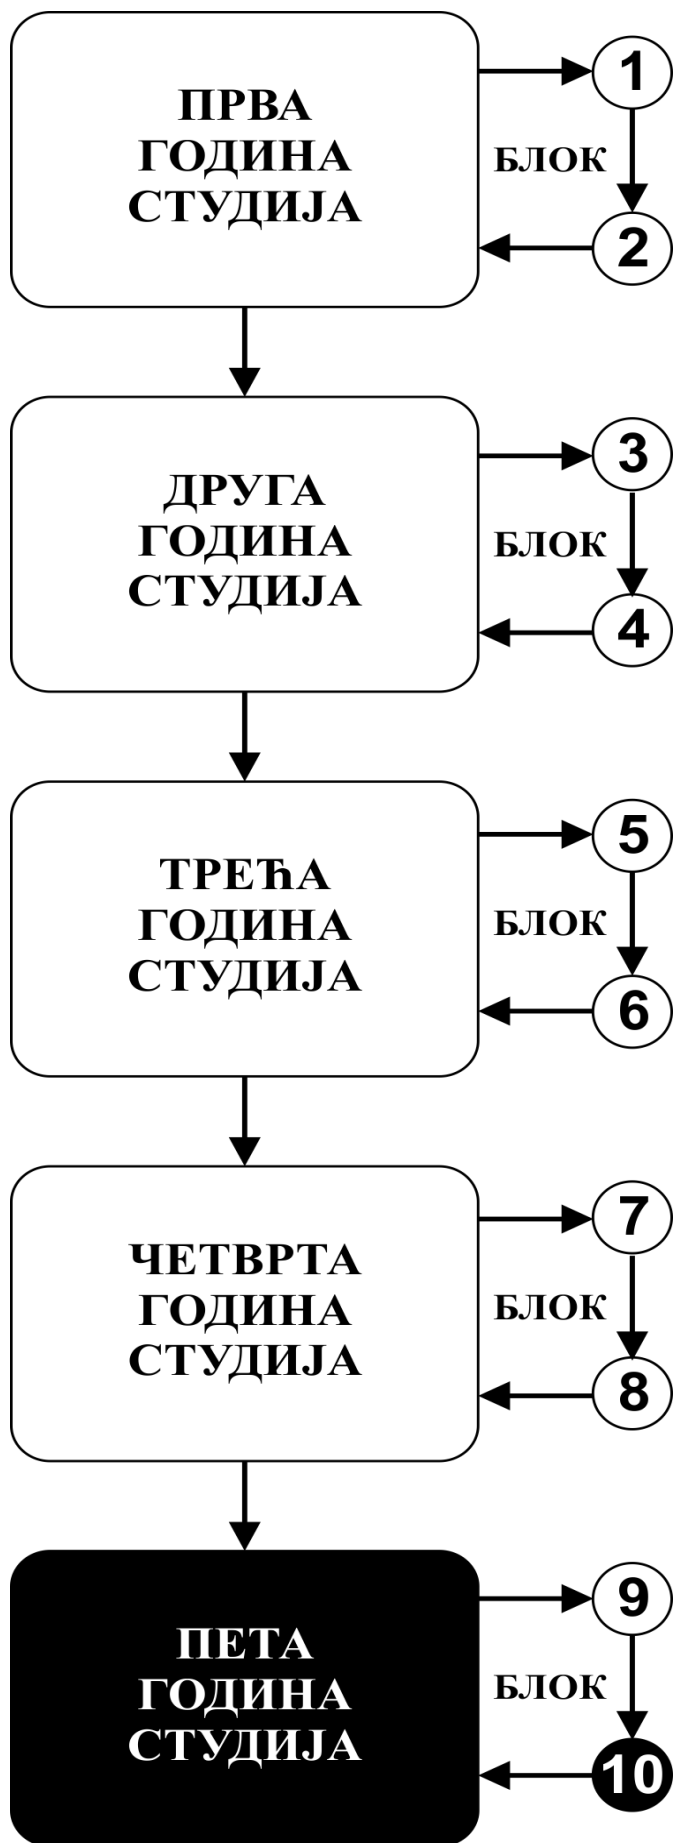 ПРВА
ГОДИНА
СТУДИЈА
1
БЛОК
2
ДРУГА
ГОДИНА
СТУДИЈА
3
БЛОК
4
ТРЕЋА
ГОДИНА
СТУДИЈА
5
БЛОК
6
ЧЕТВРТА
ГОДИНА
СТУДИЈА
7
БЛОК
8
ПЕТА
ГОДИНА
СТУДИЈА
9
БЛОК
10